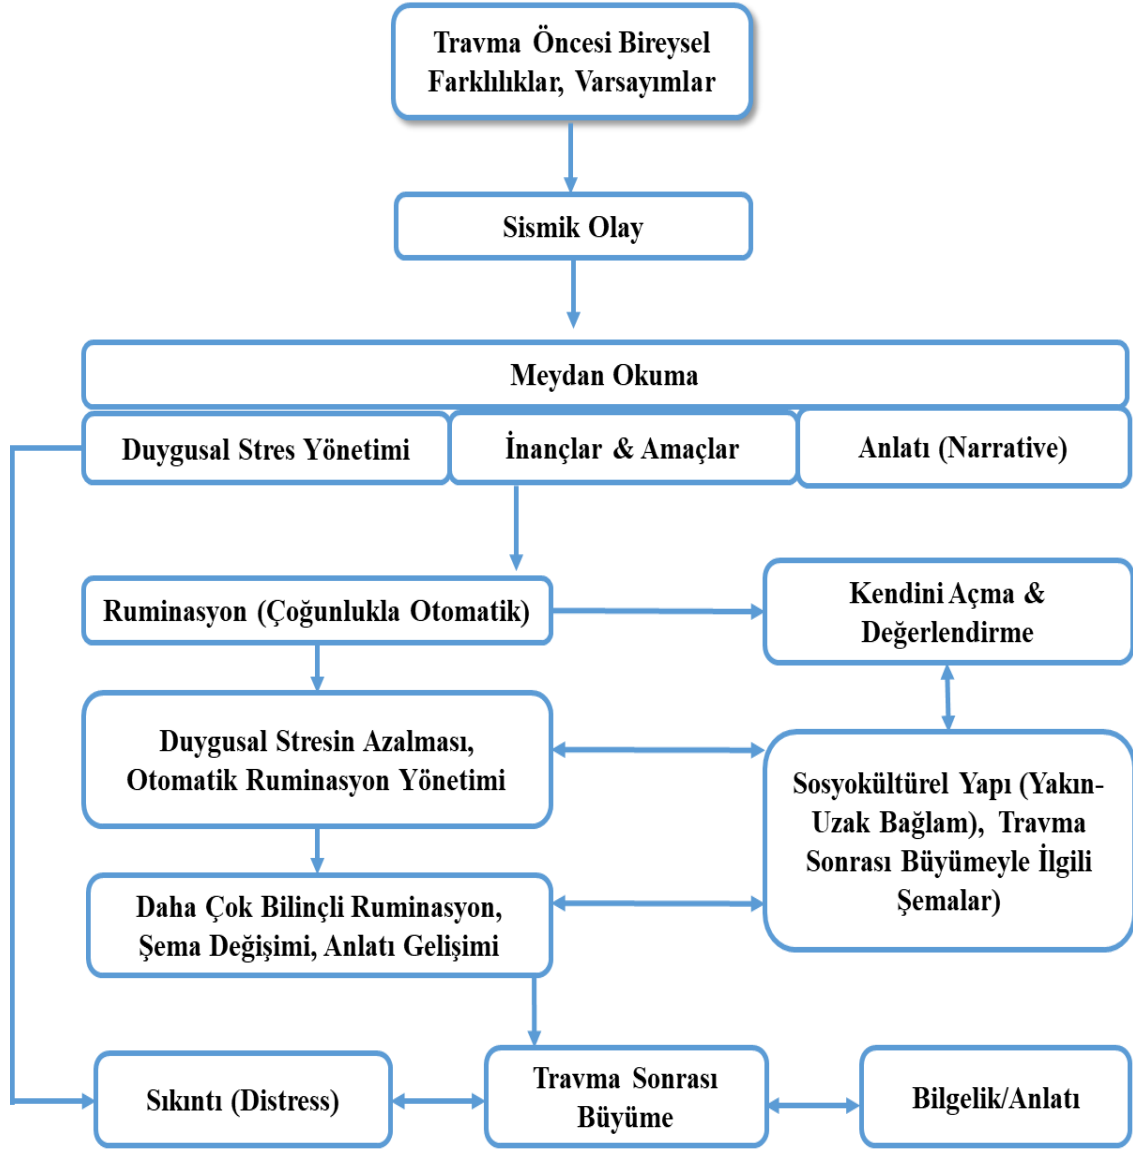 Travma Öncesi Bireysel
Farklılıklar, Varsayımlar
Sismik Olay
Meydan Okuma
Duygusal Stres Yönetimi
İnançlar & Amaçlar
Anlatı (Narrative)
Ruminasyon (Çoğunlukla Otomatik)
Kendini Açma &
Değerlendirme
Duygusal Stresin Azalması,
Otomatik Ruminasyon Yönetimi
Sosyokültürel Yapı (Yakın-
Uzak Bağlam), Travma
Sonrası Büyümeyle İlgili
Şemalar)
Daha Çok Bilinçli Ruminasyon,
Şema Değişimi, Anlatı Gelişimi
Sıkıntı (Distress)
Travma Sonrası
Büyüme
Bilgelik/Anlatı